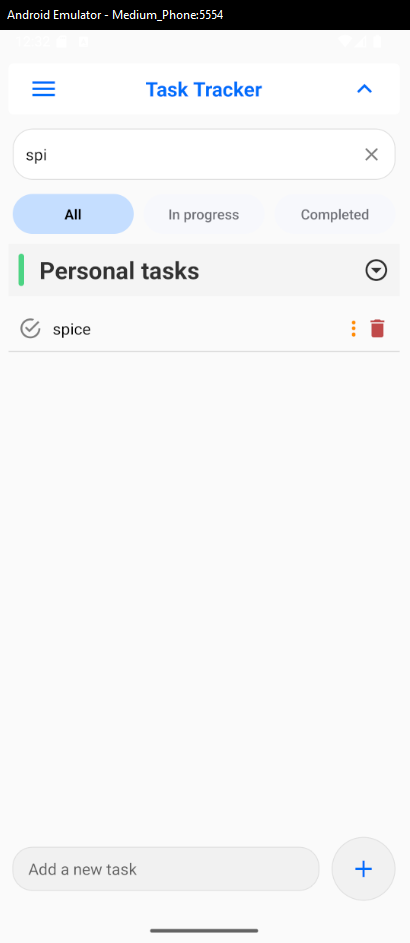 Android Emulator - Medium_Phone:5554
Task Tracker
spi
All In progress Completed
Personal tasks
spice
Add a new task